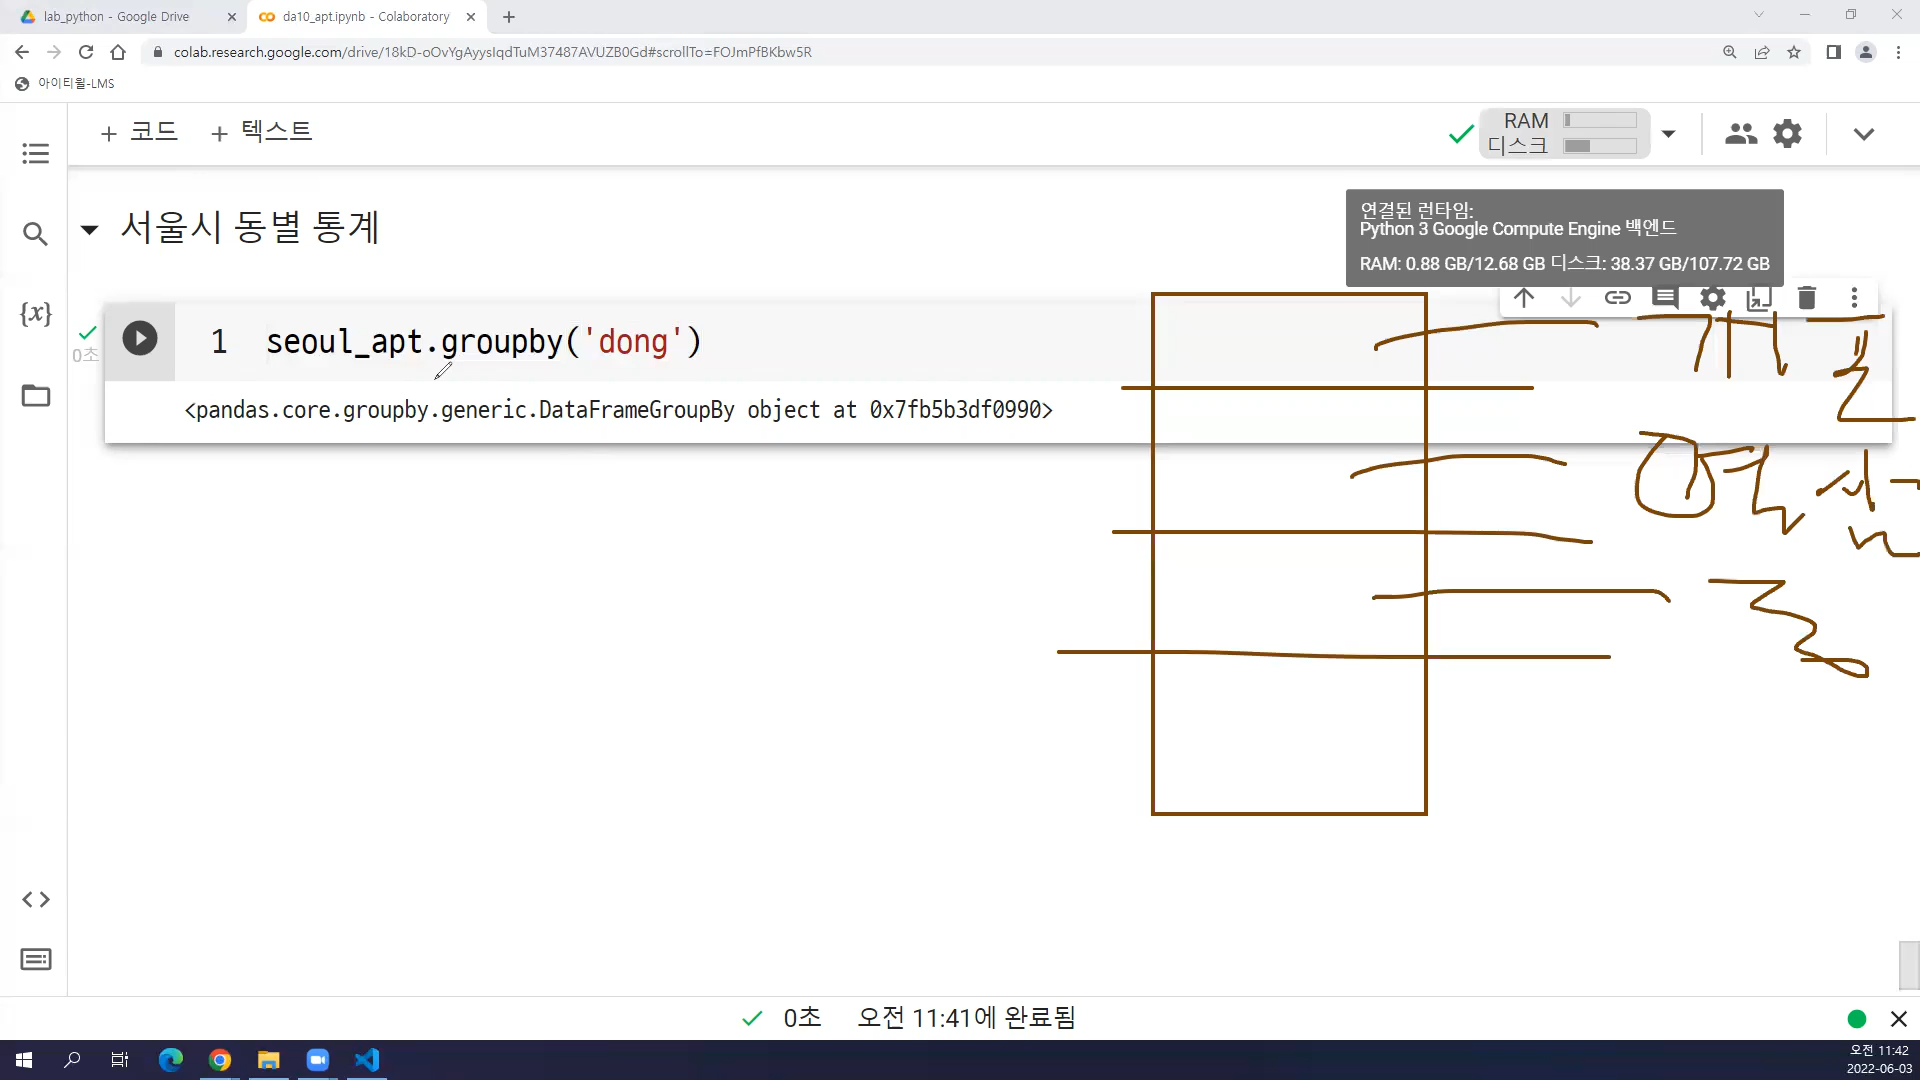 lab_python - Google Drive
da10_apt.ipynb - Colaboratory
colab.research.google.com/drive/18kD-oOvYgAyysIqdTuM37487AVUZB0Gd#scrollTo=FOJmPfBKbw5R
아이티윌-LMS
+ 코드 + 텍스트
RAM
디스크
연결된 런타임:
Python 3 Google Compute Engine 백엔드
RAM: 0.88 GB/12.68 GB 디스크: 38.37 GB/107.72 GB
서울시 동별 통계
0초
1 seoul_apt.groupby('dong')
<pandas.core.groupby.generic.DataFrameGroupBy object at 0x7fb5b3df0990>
{x}
개포
역삼
0초 오전 11:41에 완료됨
오전 11:42
2022-06-03